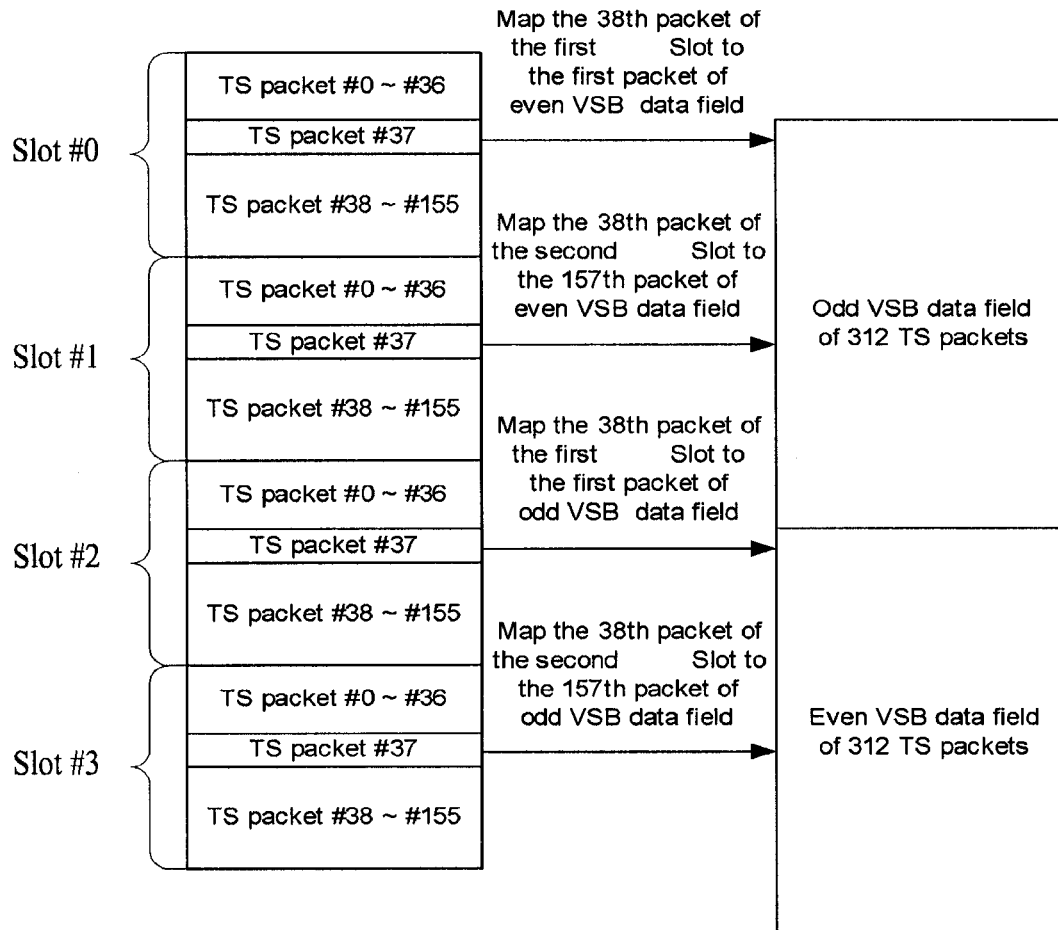 Map the 38th packet of
the first Slot to
the first packet of
even VSB data field
Slot #0
TS packet #0 ~ #36
TS packet #37
TS packet #38 ~ #155
Map the 38th packet of
the second Slot to
the 157th packet of
even VSB data field
Slot #1
TS packet #0 ~ #36
TS packet #37
TS packet #38 ~ #155
Odd VSB data field
of 312 TS packets
Map the 38th packet of
the first Slot to
the first packet of
odd VSB data field
Slot #2
TS packet #0 ~ #36
TS packet #37
TS packet #38 ~ #155
Map the 38th packet of
the second Slot to
the 157th packet of
odd VSB data field
Slot #3
TS packet #0 ~ #36
TS packet #37
TS packet #38 ~ #155
Even VSB data field
of 312 TS packets